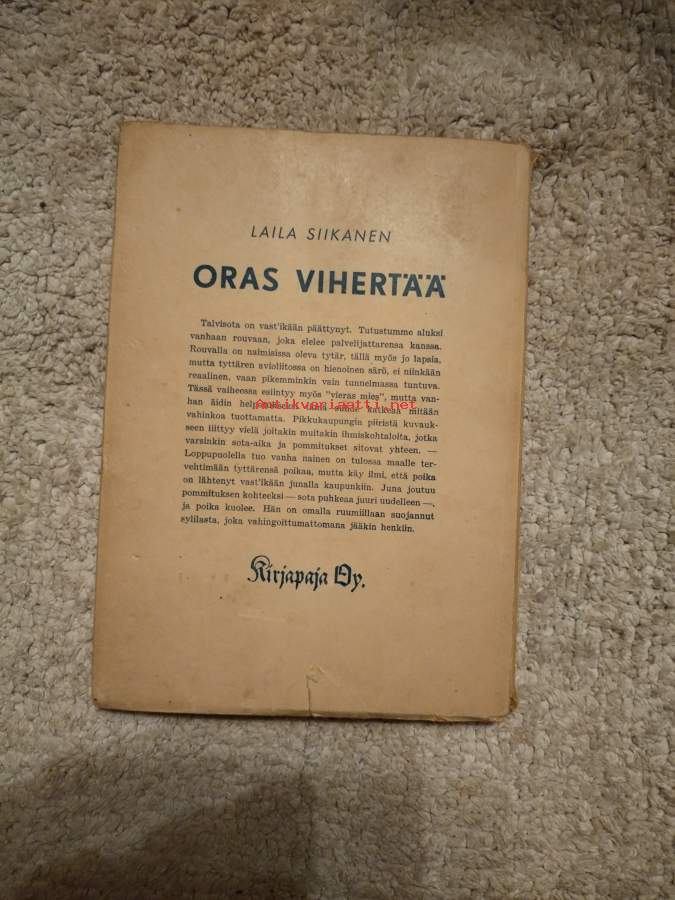 LAILA SIIKANEN
ORAS VIHERTÄÄ
Talvisota on vast'ikään päättynyt. Tutustumme aluksi
vanhaan rouvaan, joka elelee palvelijattarensa kanssa.
Rouvalla on naimisissa oleva tytär, tällä myös jo lapsia,
mutta tyttären avioliitossa on hienoinen särö, ei niinkään
reaalinen, vaan pikemminkin vain tunnelmassa tuntuva.
Tässä vaiheessa esiintyy myös "vieras mies", mutta van-
han äidin katkeaa mitään
antikvariaatti.net
vahinkoa tuottamatta. Pikkukaupungin piiristä kuvauk-
seen liittyy vielä joitakin muitakin ihmiskohtaloita, jotka
varsinkin sota-aika ja pommitukset sitovat yhteen. —
Loppupuolella tuo vanha nainen on tulossa maalle ter-
vehtimään tyttärensä poikaa, mutta käy ilmi, että poika
on lähtenyt vast'ikään junalla kaupunkiin. Juna joutuu
pommituksen kohteeksi — sota puhkeaa juuri uudelleen —,
ja poika kuolee. Hän on omalla ruumiillaan suojannut
sylilasta, joka vahingoittumattomana jääkin henkiin.
Kirjapaja Oy.